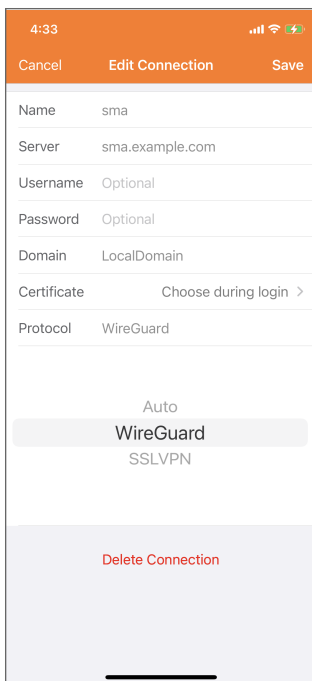 4:33
Cancel Edit Connection Save
Name sma
Server sma.example.com
Username Optional
Password Optional
Domain LocalDomain
Certificate Choose during login >
Protocol WireGuard
Auto
WireGuard
SSLVPN
Delete Connection